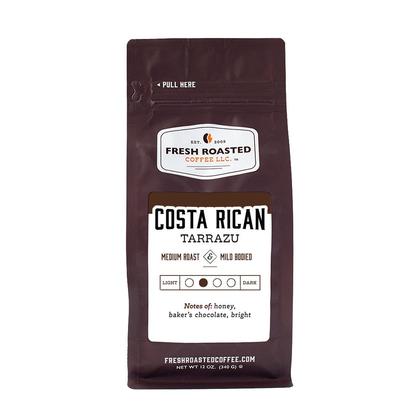 PULL HERE
EST. 2009
FRESH ROASTED
COFFEE LLC. TM
COSTA RICAN
TARRAZU
MEDIUM ROAST & MILD BODIED
LIGHT DARK
Notes of: honey,
baker's chocolate, bright
FRESHROASTEDCOFFEE.COM
NET WT 12 OZ. (340 G)